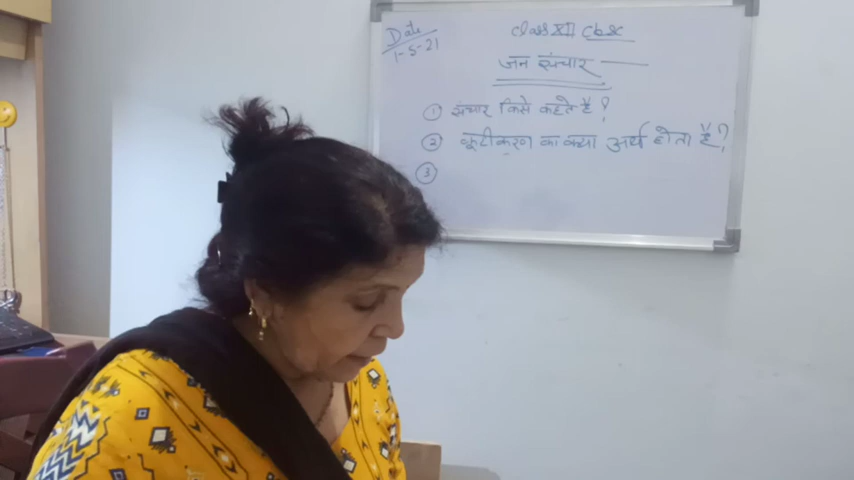 Date
1-5-21
Class XII Cbse
जन संचार
① संचार किसे कहते है ?
② कूटीकरण का क्या अर्थ होता है ?
③